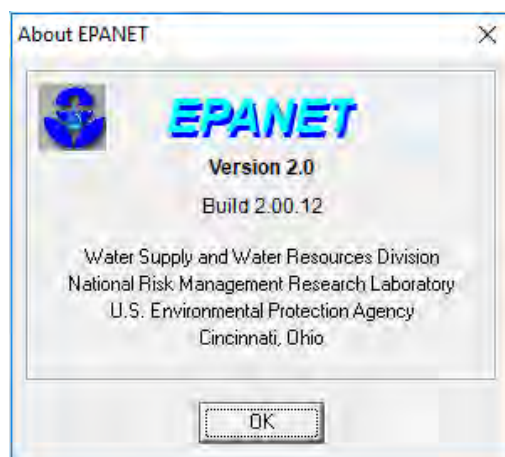 About EPANET
EPANET
Version 2.0
Build 2.00.12
Water Supply and Water Resources Division
National Risk Management Research Laboratory
U.S. Environmental Protection Agency
Cincinnati, Ohio
OK